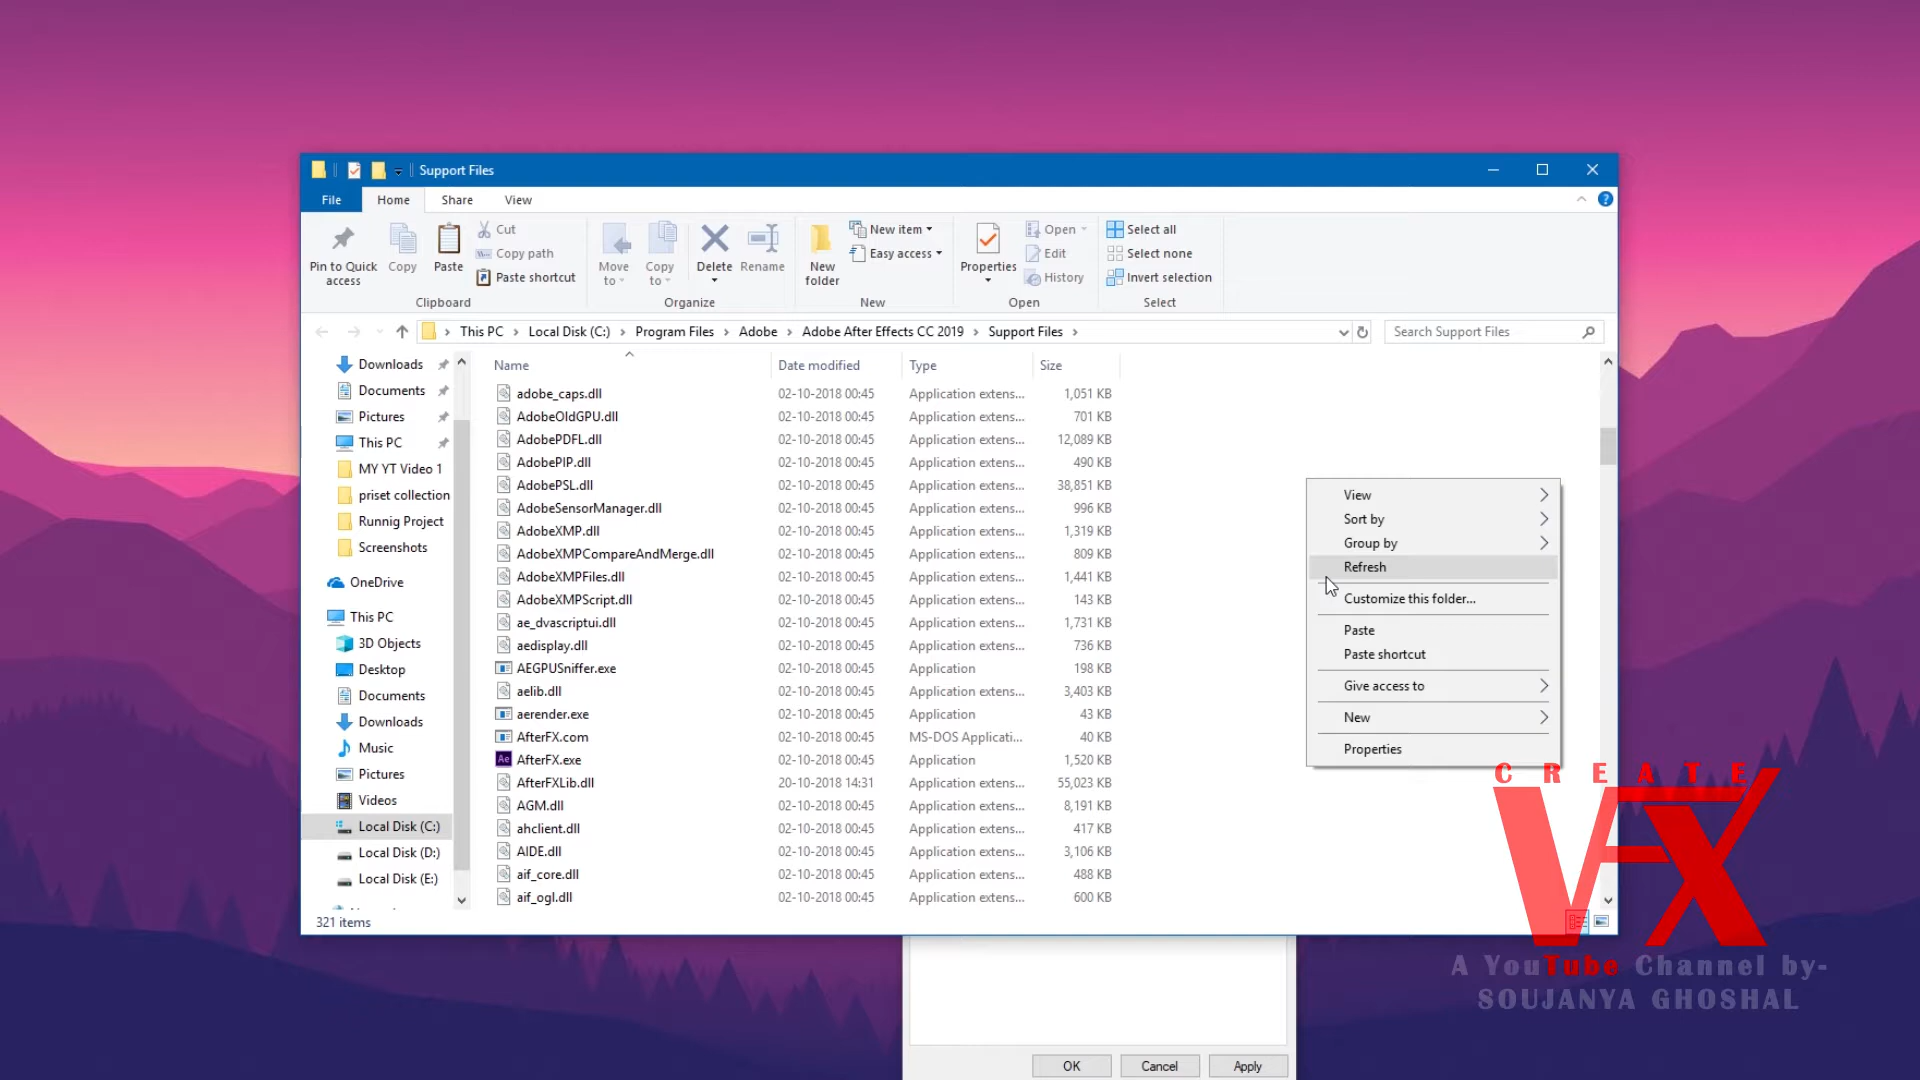 Support Files
File Home Share View
Pin to Quick access
Copy
Paste
Cut
Copy path
Paste shortcut
Clipboard
Move to
Copy to
Delete
Rename
Organize
New folder
New item
Easy access
New
Properties
Open
Edit
History
Open
Select all
Select none
Invert selection
Select
This PC > Local Disk (C:) > Program Files > Adobe > Adobe After Effects CC 2019 > Support Files >
Search Support Files
Downloads
Documents
Pictures
This PC
MY YT Video 1
priset collection
Runnig Project
Screenshots
OneDrive
This PC
3D Objects
Desktop
Documents
Downloads
Music
Pictures
Videos
Local Disk (C:)
Local Disk (D:)
Local Disk (E:)
Name Date modified Type Size
adobe_caps.dll 02-10-2018 00:45 Application extens... 1,051 KB
AdobeOldGPU.dll 02-10-2018 00:45 Application extens... 701 KB
AdobePDFL.dll 02-10-2018 00:45 Application extens... 12,089 KB
AdobePIP.dll 02-10-2018 00:45 Application extens... 490 KB
AdobePSL.dll 02-10-2018 00:45 Application extens... 38,851 KB
AdobeSensorManager.dll 02-10-2018 00:45 Application extens... 996 KB
AdobeXMP.dll 02-10-2018 00:45 Application extens... 1,319 KB
AdobeXMPCompareAndMerge.dll 02-10-2018 00:45 Application extens... 809 KB
AdobeXMPFiles.dll 02-10-2018 00:45 Application extens... 1,441 KB
AdobeXMPScript.dll 02-10-2018 00:45 Application extens... 143 KB
ae_dvascriptui.dll 02-10-2018 00:45 Application extens... 1,731 KB
aedisplay.dll 02-10-2018 00:45 Application extens... 736 KB
AEGPUSniffer.exe 02-10-2018 00:45 Application 198 KB
aelib.dll 02-10-2018 00:45 Application extens... 3,403 KB
aerender.exe 02-10-2018 00:45 Application 43 KB
AfterFX.com 02-10-2018 00:45 MS-DOS Applicati... 40 KB
Ae AfterFX.exe 02-10-2018 00:45 Application 1,520 KB
AfterFXLib.dll 20-10-2018 14:31 Application extens... 55,023 KB
AGM.dll 02-10-2018 00:45 Application extens... 8,191 KB
ahclient.dll 02-10-2018 00:45 Application extens... 417 KB
AIDE.dll 02-10-2018 00:45 Application extens... 3,106 KB
aif_core.dll 02-10-2018 00:45 Application extens... 488 KB
aif_ogl.dll 02-10-2018 00:45 Application extens... 600 KB
View
Sort by
Group by
Refresh
Customize this folder...
Paste
Paste shortcut
Give access to
New
Properties
321 items
CREATE
VFX
A YouTube Channel by-
SOUJANYA GHOSHAL
OK Cancel Apply